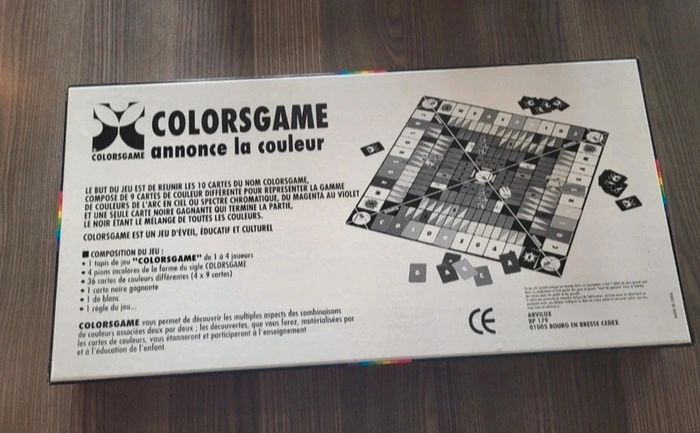 COLORSGAME
COLORSGAME
annonce la couleur
LE BUT DU JEU EST DE REUNIR LES 10 CARTES DU NOM COLORSGAME,
COMPOSE DE 9 CARTES DE COULEUR DIFFERENTE POUR REPRESENTER LA GAMME
DE COULEURS DE L'ARC EN CIEL OU SPECTRE CHROMATIQUE, DU MAGENTA AU VIOLET
ET UNE SEULE CARTE NOIRE GAGNANT QUI TERMINE LA PARTIE,
LE NOIR ETANT LE MÉLANGE DE TOUTES LES COULEURS.
COLORSGAME EST UN JEU D'ÉVEIL, ÉDUCATIF ET CULTUREL
■ COMPOSITION DU JEU :
• 1 tapis de jeu "COLORSGAME" de 1 à 4 joueurs
• 4 pions incolores de la forme du sigle COLORSGAME
• 36 cartes de couleurs différentes (4 x 9 cartes)
• 1 carte noire gagnante
• 1 dé blanc
• 1 règle du jeu...
COLORSGAME vous permet de découvrir les multiples aspects des combinaisons
de couleurs associées deux par deux ; les découvertes, que vous ferez, matérialisées par
les cartes de couleurs, vous étonneront et participeront à l'enseignement
et à l'éducation de l'enfant.
CE
ARVILUX
BP 179
01005 BOURG EN BRESSE CEDEX